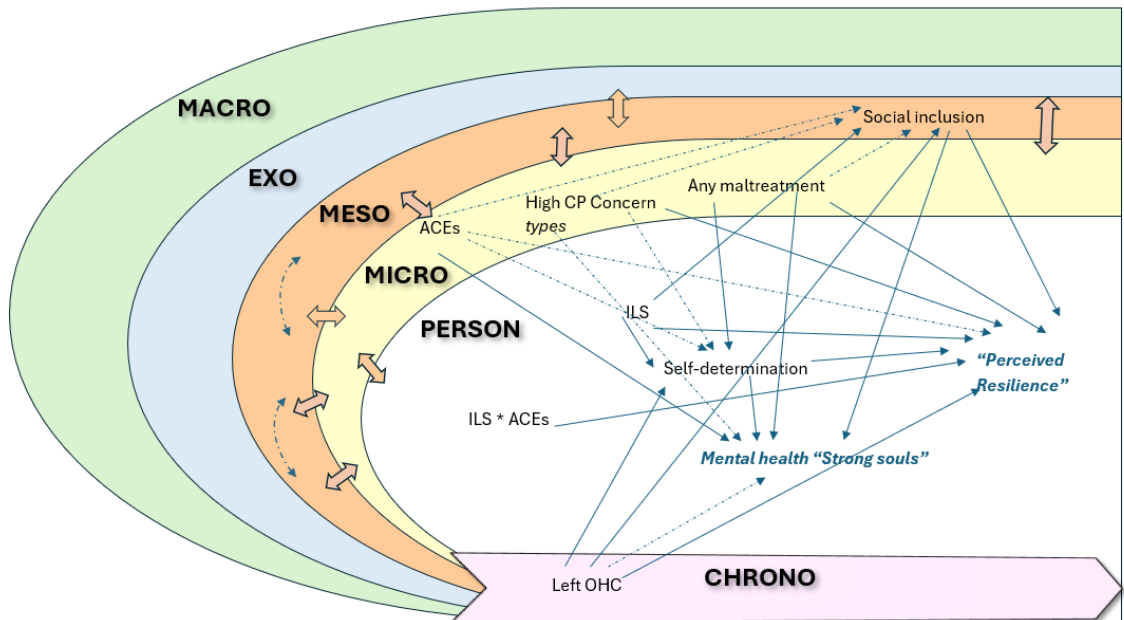 MACRO
Social inclusion
EXO
Any maltreatment
High CP Concern
types
MESO
ACEs
MICRO
ILS
PERSON
Self-determination
“Perceived
Resilience”
ILS * ACEs
Mental health “Strong souls”
Left OHC
CHRONO